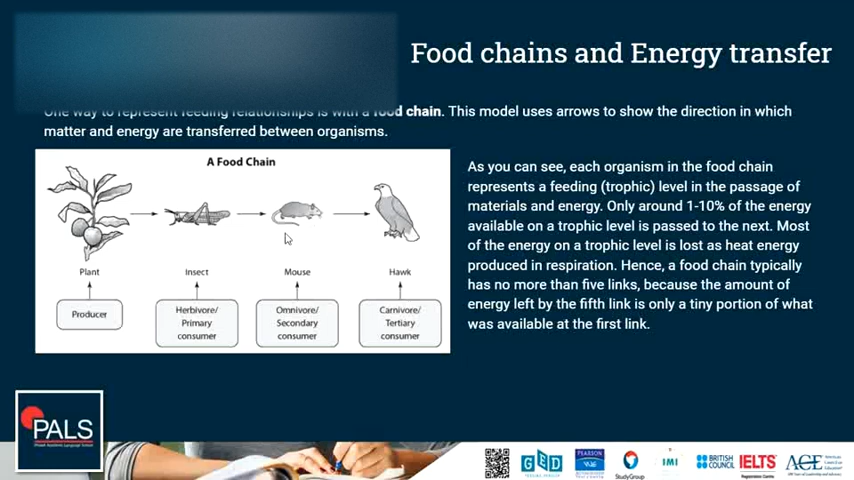 Food chains and Energy transfer
One way to represent feeding relationships is with a food chain. This model uses arrows to show the direction in which
matter and energy are transferred between organisms.
A Food Chain
Plant
Insect
Mouse
Hawk
Producer
Herbivore/
Primary
consumer
Omnivore/
Secondary
consumer
Carnivore/
Tertiary
consumer
As you can see, each organism in the food chain
represents a feeding (trophic) level in the passage of
materials and energy. Only around 1-10% of the energy
available on a trophic level is passed to the next. Most
of the energy on a trophic level is lost as heat energy
produced in respiration. Hence, a food chain typically
has no more than five links, because the amount of
energy left by the fifth link is only a tiny portion of what
was available at the first link.
PALS
GED
PEARSON
VUE
StudyGroup
IMI
BRITISH
COUNCIL
IELTS
ACE